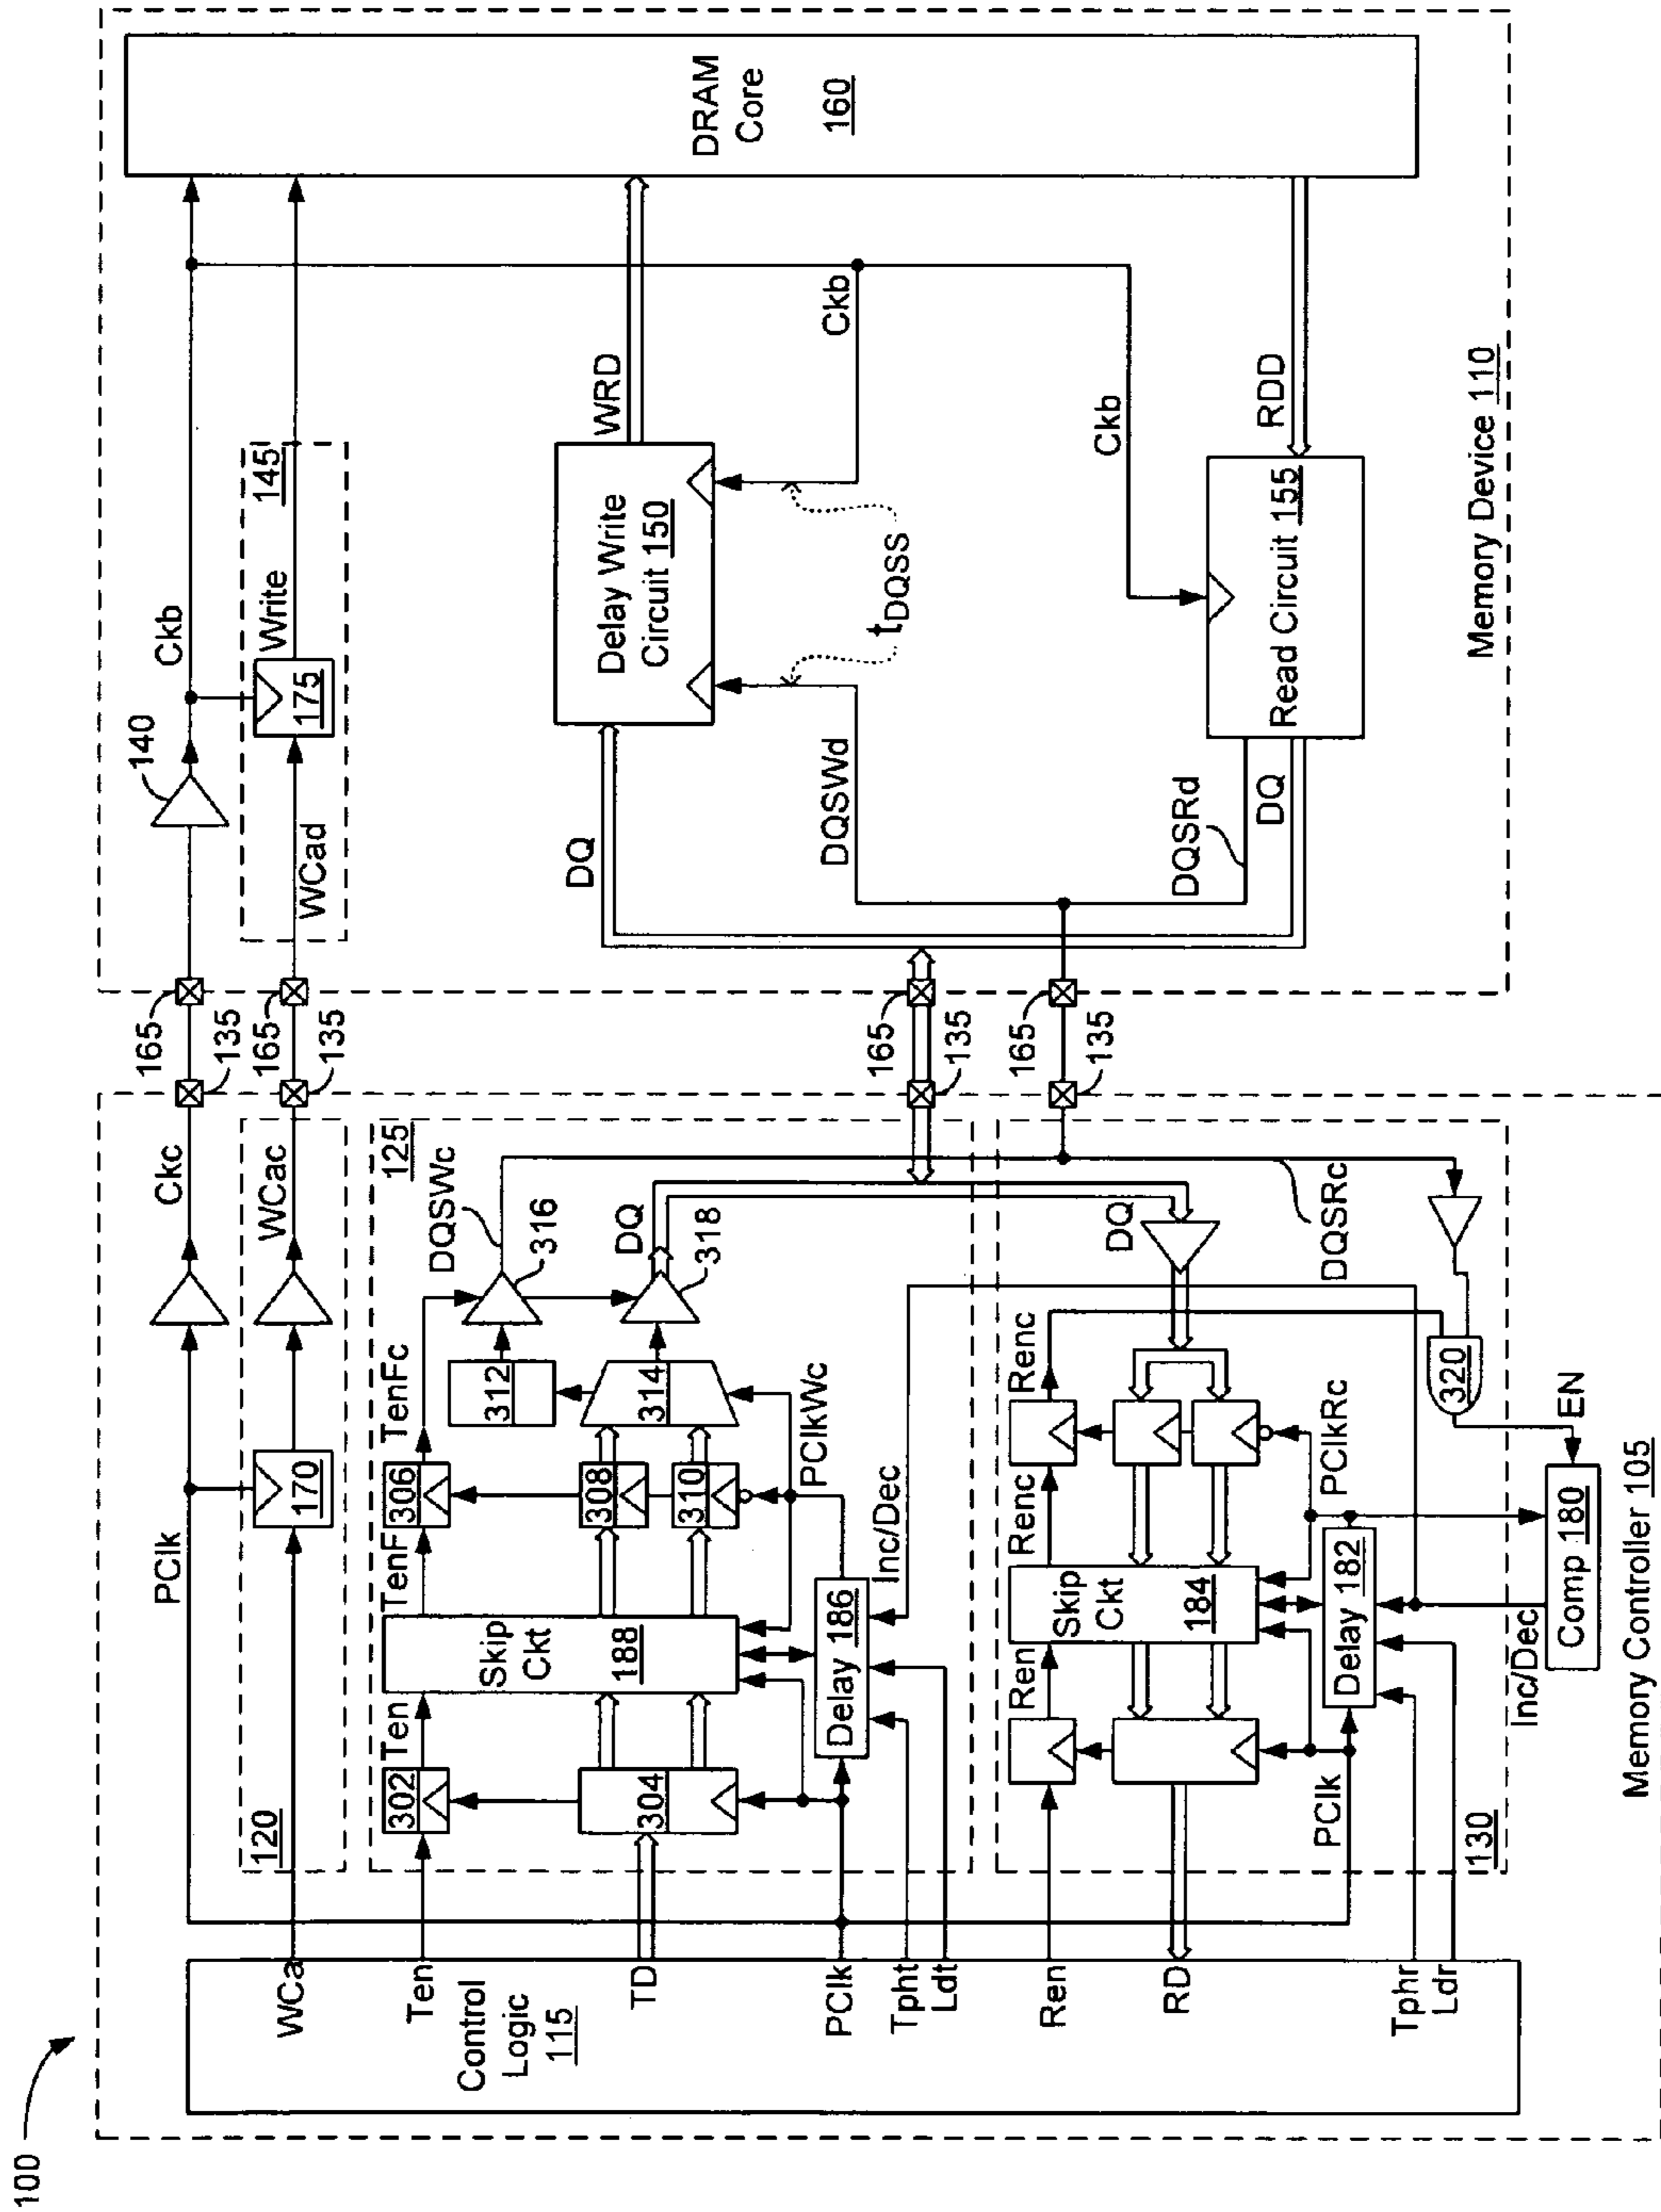 100
PClk
Ckc
165
135
140
Ckb
DRAM
Core
160
WCa
120
170
WCac
165
135
WCad
175
Write
145
Ten
302
Ten
TenF
306
TenFc
DQSWc
125
Control
Logic
115
Skip
Ckt
188
312
316
TD
304
308
310
314
DQ
318
DQ
Delay Write
Circuit 150
WRD
PClk
Delay 186
PClkWc
DQSWd
tDQSS
Ckb
Tpht
Ldt
Inc/Dec
165
135
Ren
Ren
Skip
Ckt
184
Renc
Renc
DQ
165
135
Ckb
RD
DQSRd
DQ
Read Circuit 155
RDD
PClk
Delay 182
PClkRc
DQSRc
320
Tphr
Ldr
130
Inc/Dec
Comp 180
EN
Memory Controller 105
Memory Device 110